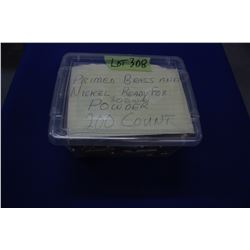 LOT 308
PRIMED BRASS AND
NICKEL READY FOR
POWDER
200 COUNT